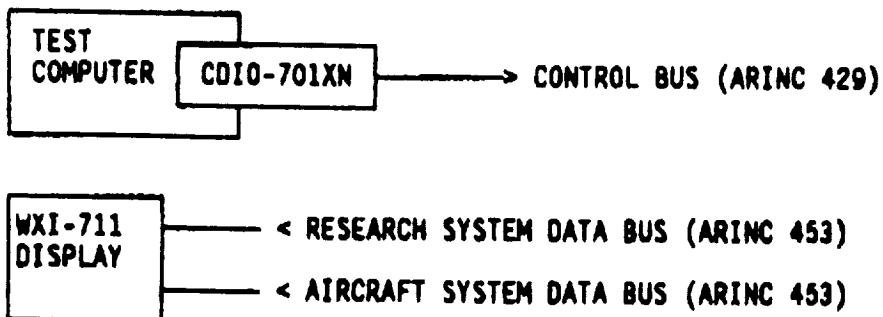 TEST
COMPUTER
CDIO-701XN
> CONTROL BUS (ARINC 429)
WXI-711
DISPLAY
< RESEARCH SYSTEM DATA BUS (ARINC 453)
< AIRCRAFT SYSTEM DATA BUS (ARINC 453)